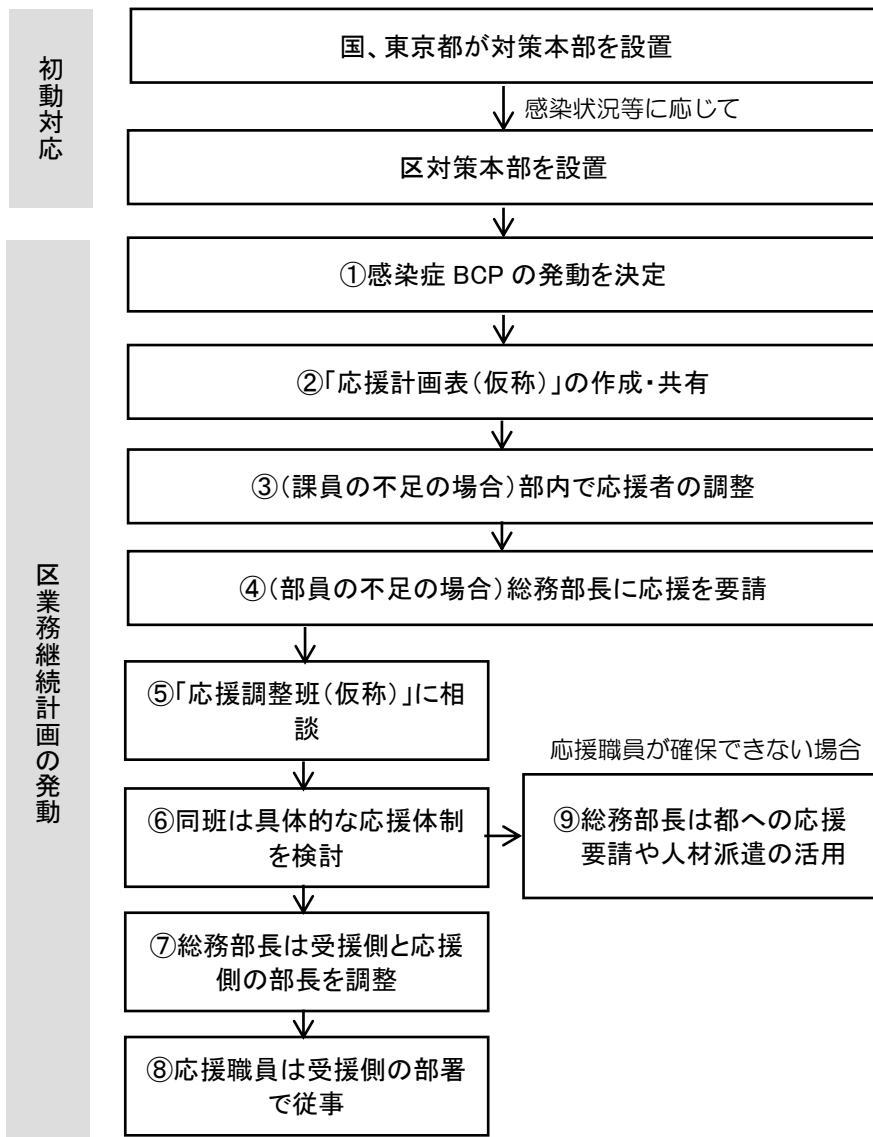 初動対応
国、東京都が対策本部を設置
感染状況等に応じて
区対策本部を設置
区業務継続計画の発動
①感染症 BCP の発動を決定
②「応援計画表(仮称)」の作成・共有
③(課員の不足の場合)部内で応援者の調整
④(部員の不足の場合)総務部長に応援を要請
⑤「応援調整班(仮称)」に相
談
⑥同班は具体的な応援体制
を検討
応援職員が確保できない場合
⑨総務部長は都への応援
要請や人材派遣の活用
⑦総務部長は受援側と応援
側の部長を調整
⑧応援職員は受援側の部署
で従事